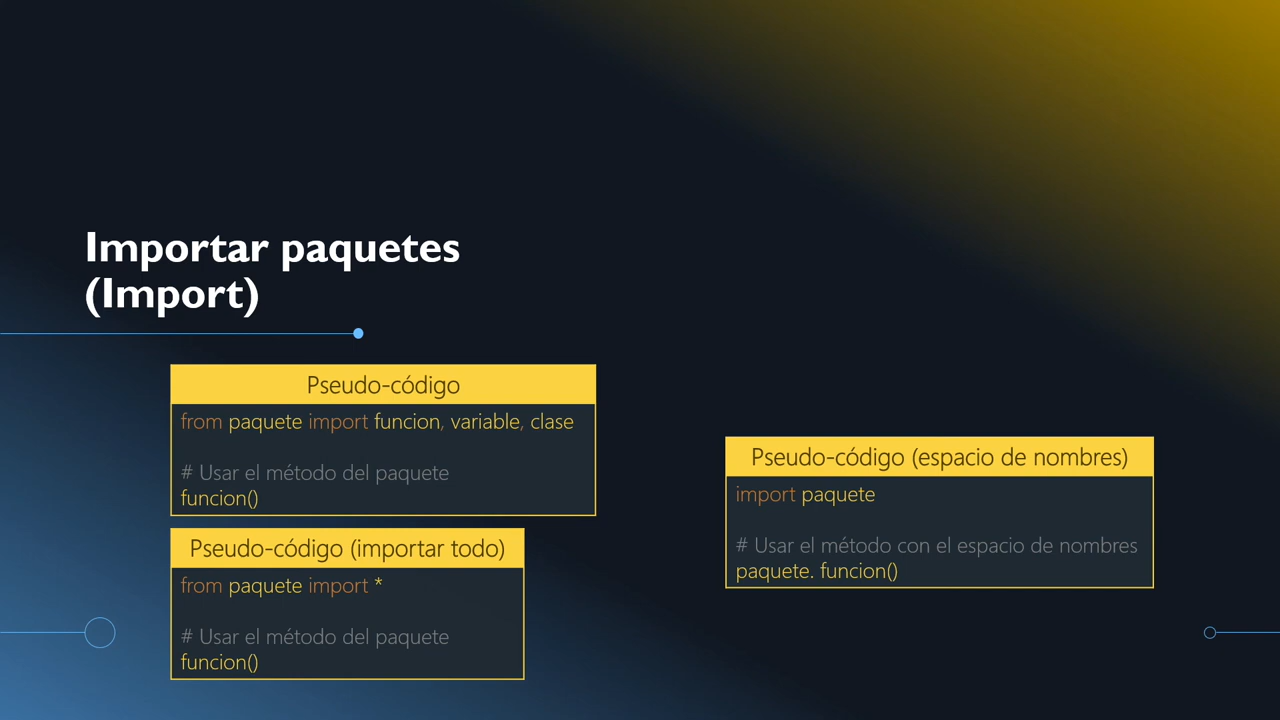 Importar paquetes
(Import)
Pseudo-código
from paquete import funcion, variable, clase
# Usar el método del paquete
funcion()
Pseudo-código (importar todo)
from paquete import *
# Usar el método del paquete
funcion()
Pseudo-código (espacio de nombres)
import paquete
# Usar el método con el espacio de nombres
paquete. funcion()